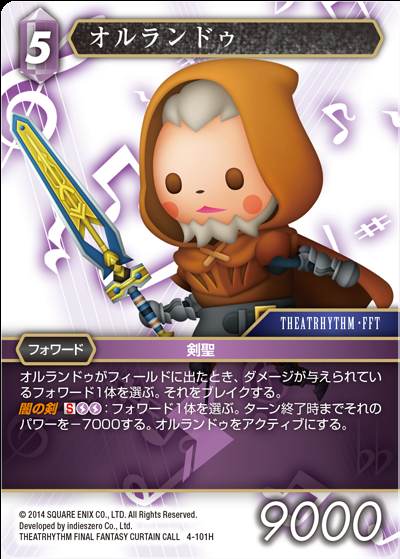 5
オルランドゥ
THEATRHYTHM・FFT
フォワード
剣聖
オルランドゥがフィールドに出たとき、ダメージが与えられてい
るフォワード1体を選ぶ。それをブレイクする。
闇の剣 S:フォワード1体を選ぶ。ターン終了時までそれの
パワーを－7000する。オルランドゥをアクティブにする。
© 2014 SQUARE ENIX CO., LTD. All Rights Reserved.
Developed by indieszero Co., Ltd.
THEATRHYTHM FINAL FANTASY CURTAIN CALL 4-101H
9000